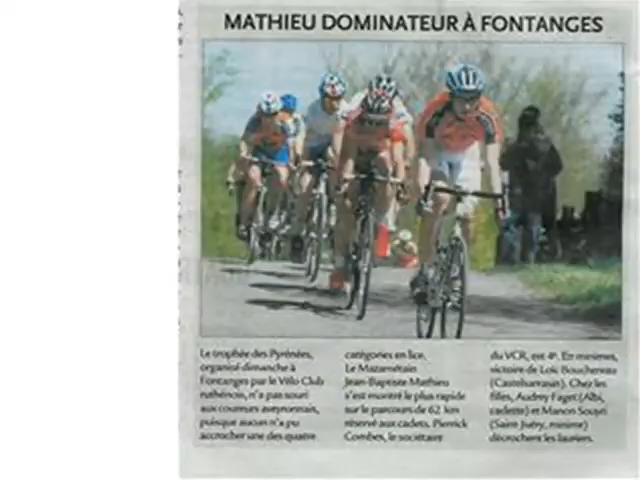 MATHIEU DOMINATEUR À FONTANGES
Le trophée des Pyrénées,
organisé dimanche à
Fontanges par le Vélo Club
ruthénois, n'a pas souri
aux coureurs aveyronnais,
puisque aucun n'a pu
accrocher une des quatre
catégories en lice.
Le Mazamétain
Jean-Baptiste Mathieu
s'est montré le plus rapide
sur le parcours de 62 km
réservé aux cadets. Pierrick
Combes, le sociétaire
du VCR, est 4e. En minimes,
victoire de Loïc Bouchereau
(Castelsarrasin). Chez les
filles, Audrey Faget (Albi,
cadette) et Manon Souyri
(Saint Juéry, minime)
décrochent les lauriers.